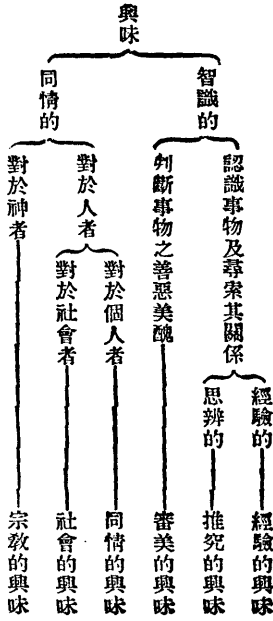 興味
智識的
同情的
認識事物及尋索其關係
判斷事物之善惡美醜
對於人者
對於神者
對於個人者
對於社會者
經驗的
思辨的
經驗的興味
推究的興味
審美的興味
同情的興味
社會的興味
宗教的興味